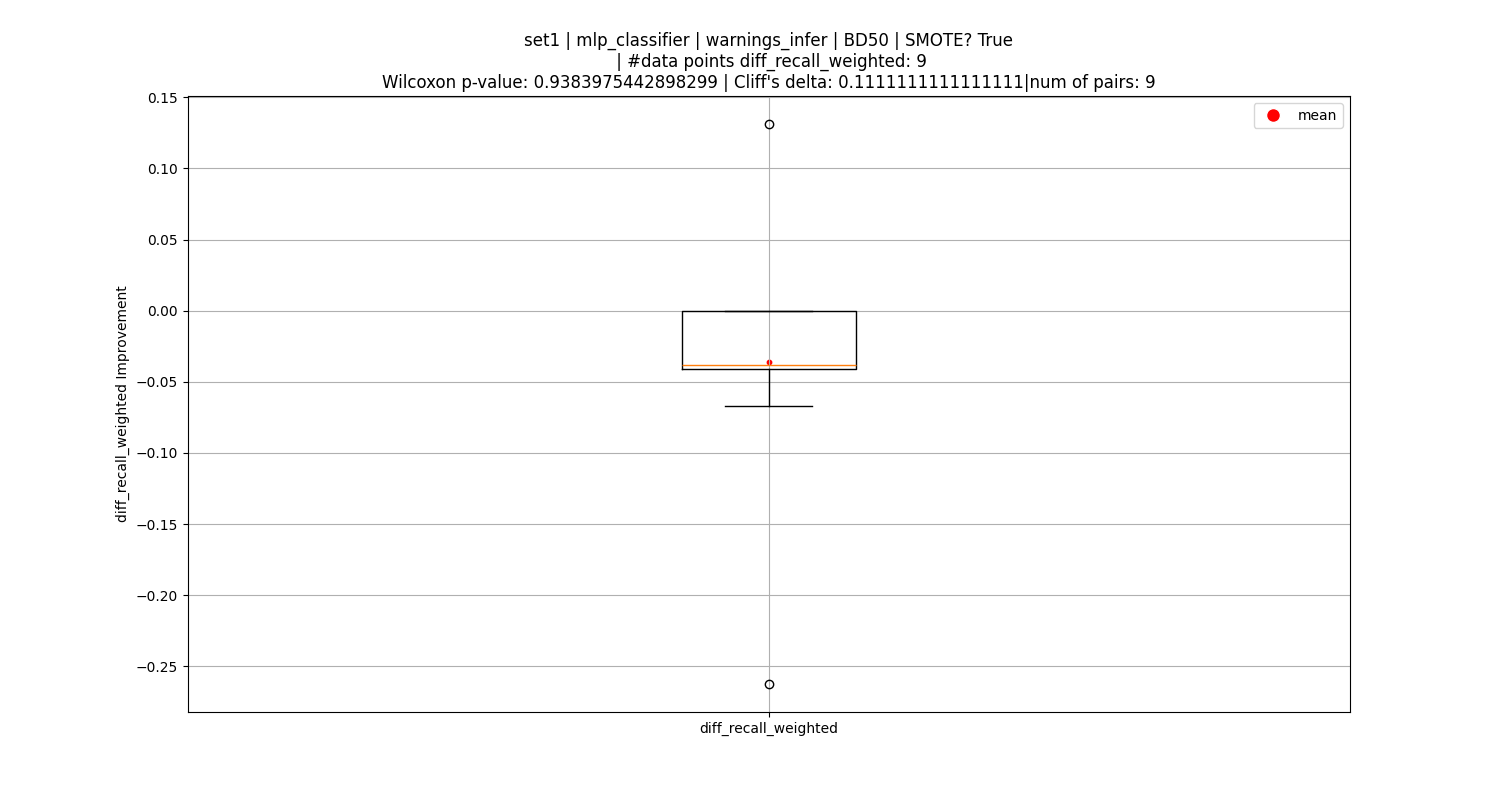 set1 | mlp_classifier | warnings_infer | BD50 | SMOTE? True
| #data points diff_recall_weighted: 9
Wilcoxon p-value: 0.9383975442898299 | Cliff's delta: 0.1111111111111111|num of pairs: 9
mean
0.15
0.10
0.05
0.00
−0.05
−0.10
−0.15
−0.20
−0.25
diff_recall_weighted Improvement
diff_recall_weighted